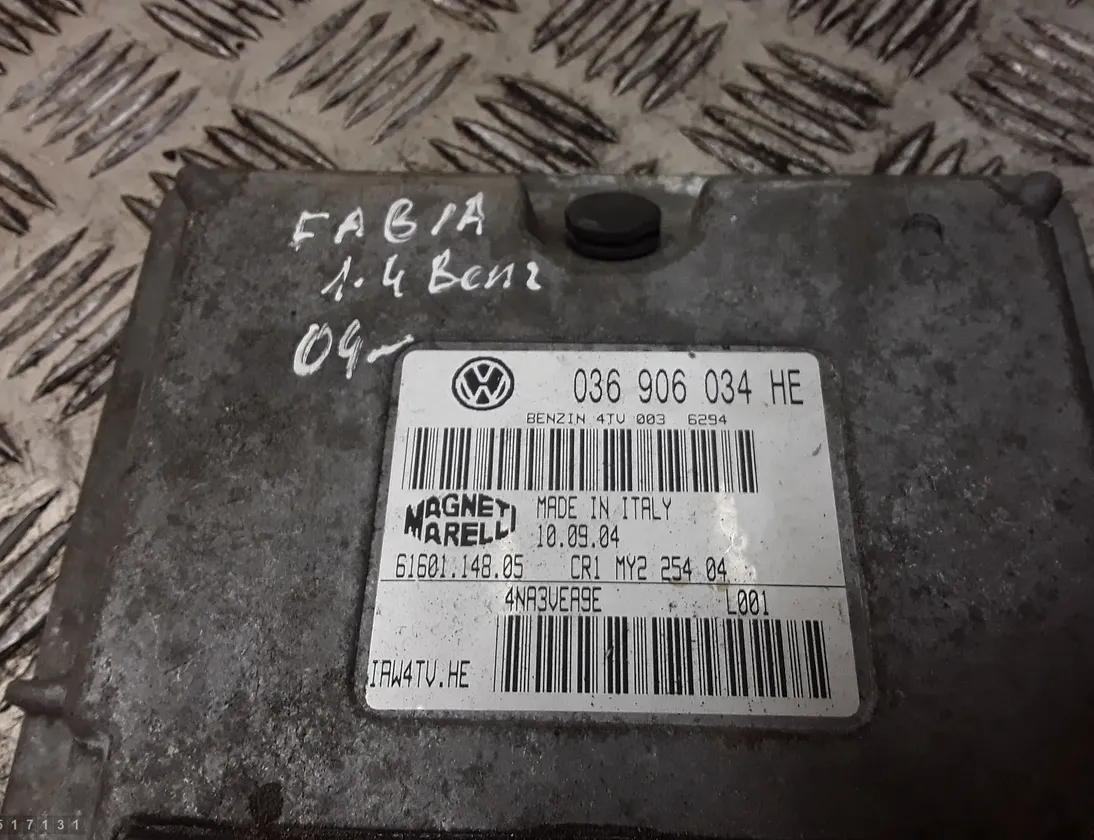 FABIA
1.4 Benz
04
036 906 034 HE
BENZIN 4TV 003 6294
MAGNETI
MARELLI
MADE IN ITALY
10.09.04
61601.148.05 CR1 MY2 254 04
4NA3VEA9E L001
IAW4TV.HE
517131